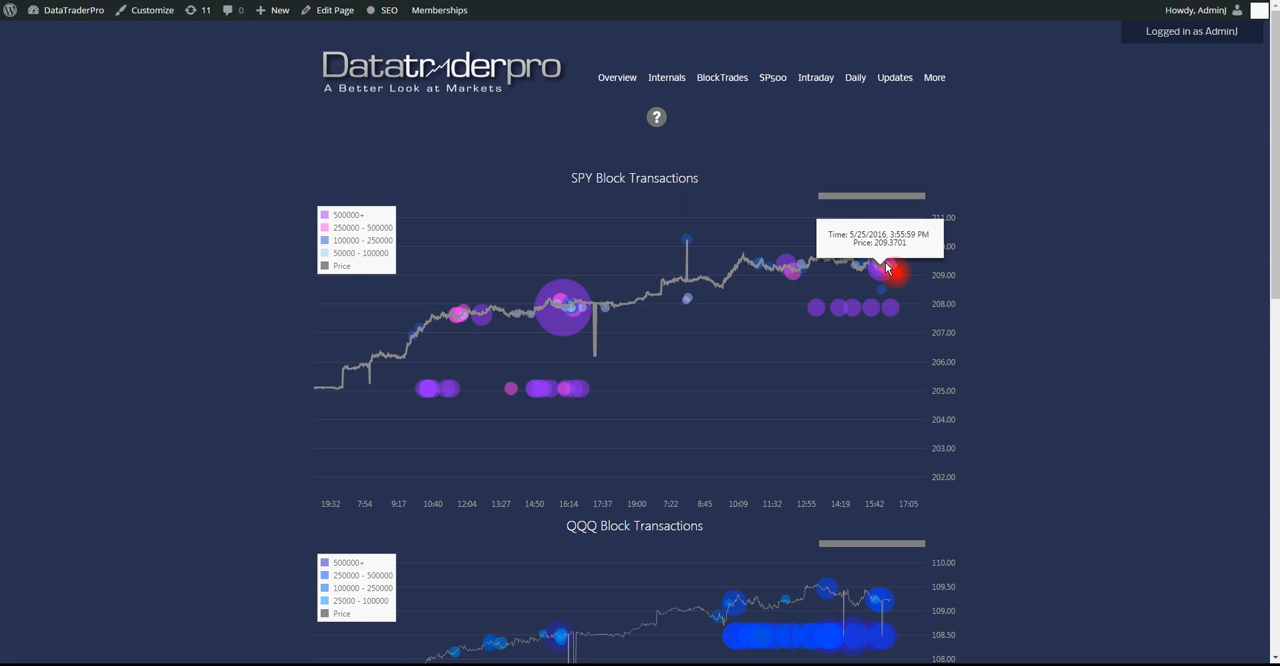 DataTraderPro Customize 11 0 New Edit Page SEO Memberships Howdy, AdminJ
Logged in as AdminJ
Datatraderpro
A Better Look at Markets
Overview Internals BlockTrades SP500 Intraday Daily Updates More
?
SPY Block Transactions
500000+
250000 - 500000
100000 - 250000
50000 - 100000
Price
Time: 5/25/2016, 3:55:59 PM
Price: 209.3701
211.00
.00
209.00
208.00
207.00
206.00
205.00
204.00
203.00
202.00
19:32 7:54 9:17 10:40 12:04 13:27 14:50 16:14 17:37 19:00 7:22 8:45 10:09 11:32 12:55 14:19 15:42 17:05
QQQ Block Transactions
500000+
250000 - 500000
100000 - 250000
25000 - 100000
Price
110.00
109.50
109.00
108.50
108.00